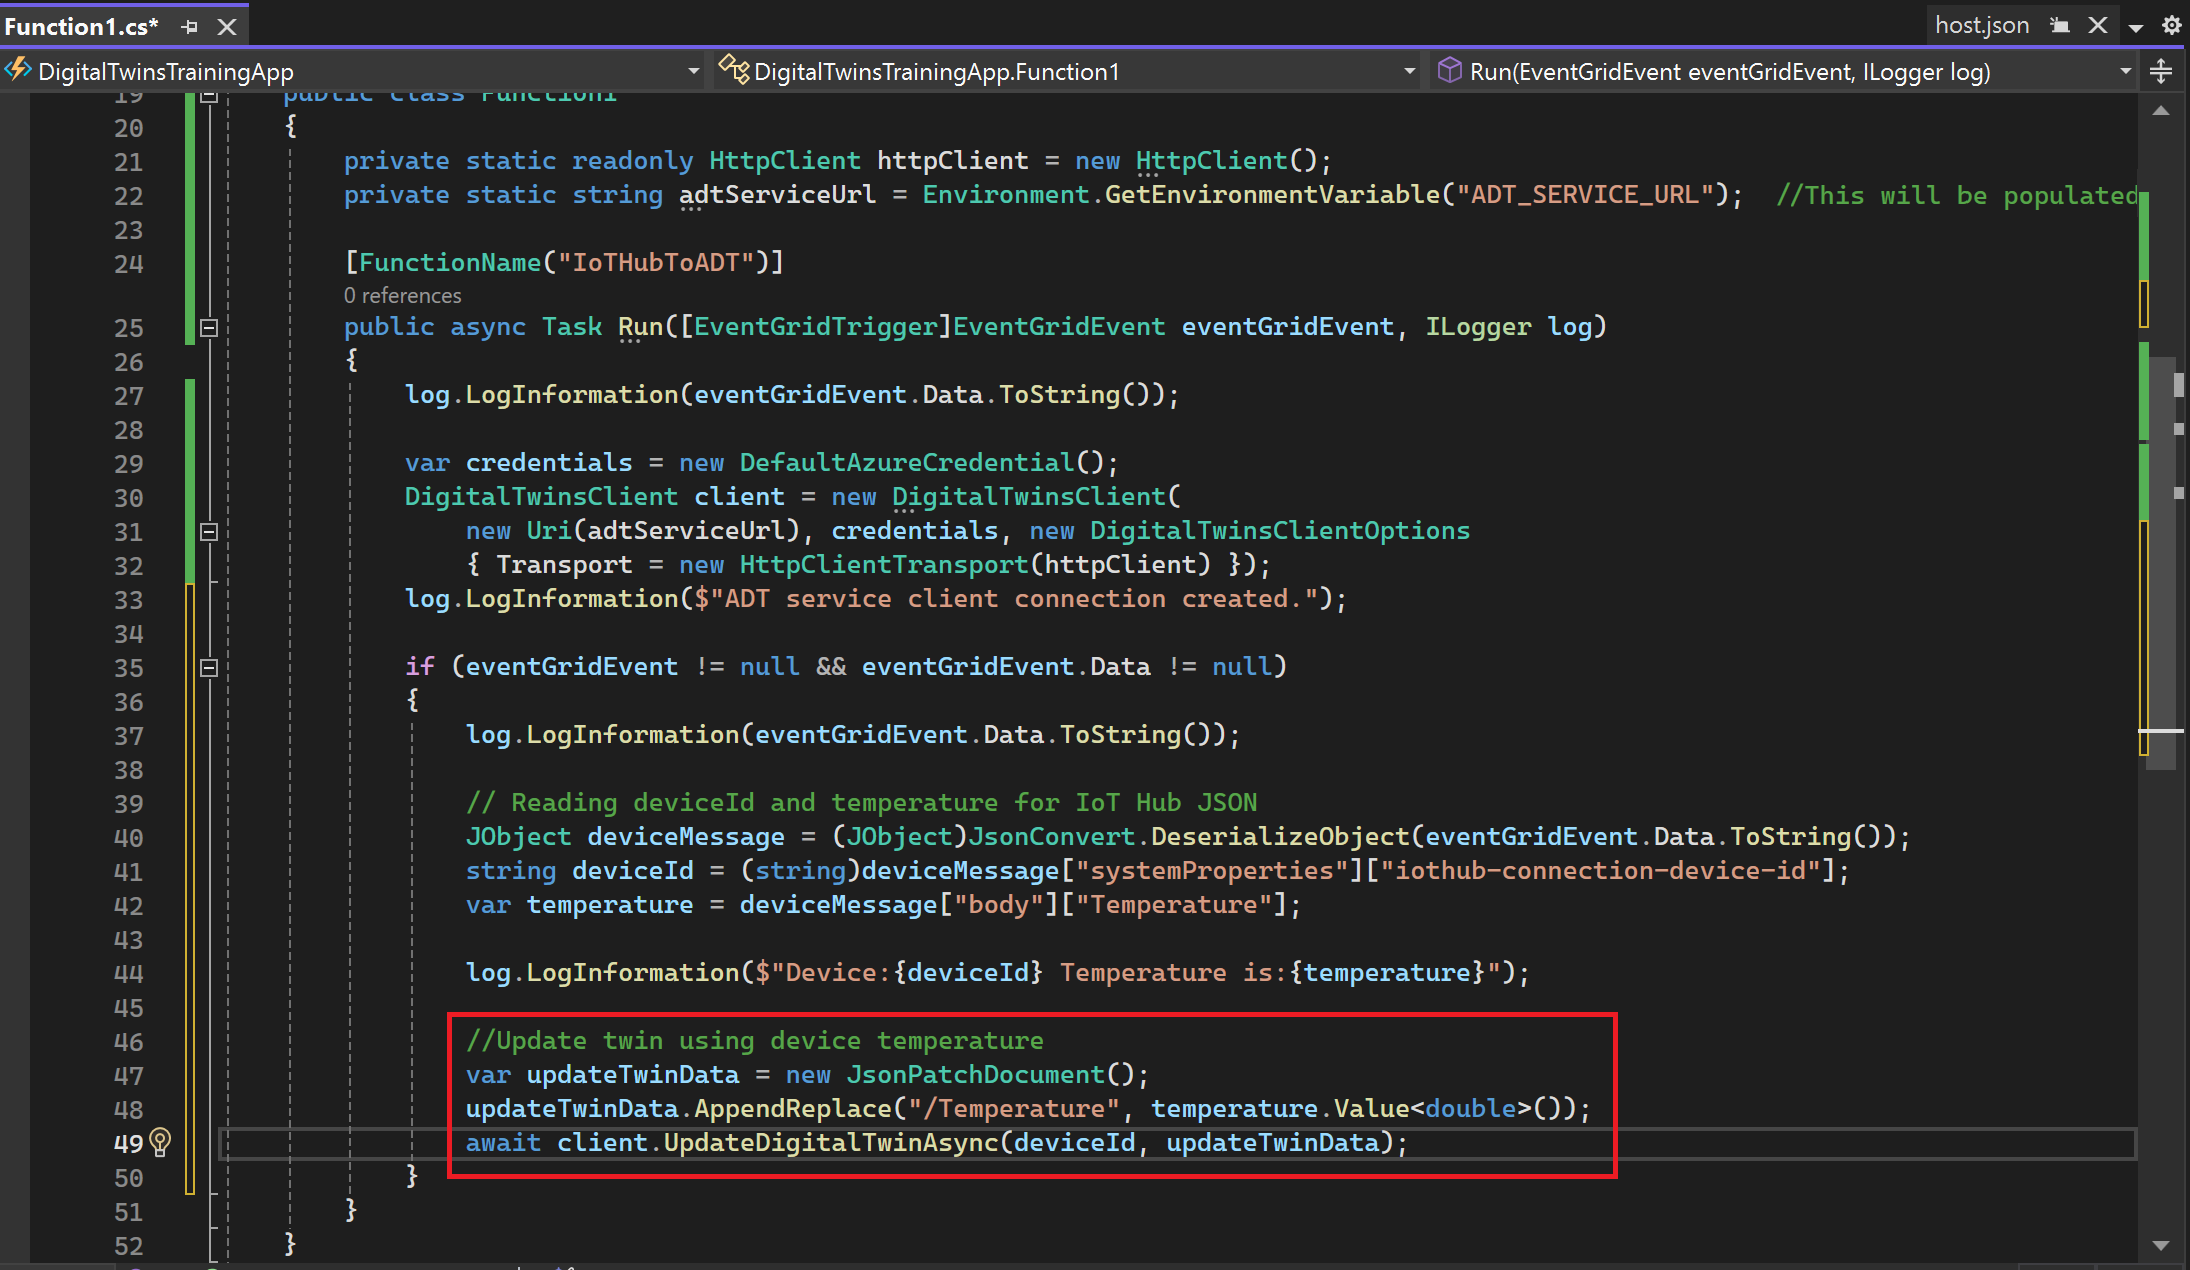 Function1.cs*
host.json
DigitalTwinsTrainingApp
DigitalTwinsTrainingApp.Function1
Run(EventGridEvent eventGridEvent, ILogger log)
19 public class Function1
20 {
21 private static readonly HttpClient httpClient = new HttpClient();
22 private static string adtServiceUrl = Environment.GetEnvironmentVariable("ADT_SERVICE_URL"); //This will be populated
23
24 [FunctionName("IoTHubToADT")]
0 references
25 public async Task Run([EventGridTrigger]EventGridEvent eventGridEvent, ILogger log)
26 {
27 log.LogInformation(eventGridEvent.Data.ToString());
28
29 var credentials = new DefaultAzureCredential();
30 DigitalTwinsClient client = new DigitalTwinsClient(
31 new Uri(adtServiceUrl), credentials, new DigitalTwinsClientOptions
32 { Transport = new HttpClientTransport(httpClient) });
33 log.LogInformation($"ADT service client connection created.");
34
35 if (eventGridEvent != null && eventGridEvent.Data != null)
36 {
37 log.LogInformation(eventGridEvent.Data.ToString());
38
39 // Reading deviceId and temperature for IoT Hub JSON
40 JObject deviceMessage = (JObject)JsonConvert.DeserializeObject(eventGridEvent.Data.ToString());
41 string deviceId = (string)deviceMessage["systemProperties"]["iothub-connection-device-id"];
42 var temperature = deviceMessage["body"]["Temperature"];
43
44 log.LogInformation($"Device:{deviceId} Temperature is:{temperature}");
45
46 //Update twin using device temperature
47 var updateTwinData = new JsonPatchDocument();
48 updateTwinData.AppendReplace("/Temperature", temperature.Value<double>());
49 await client.UpdateDigitalTwinAsync(deviceId, updateTwinData);
50 }
51 }
52 }